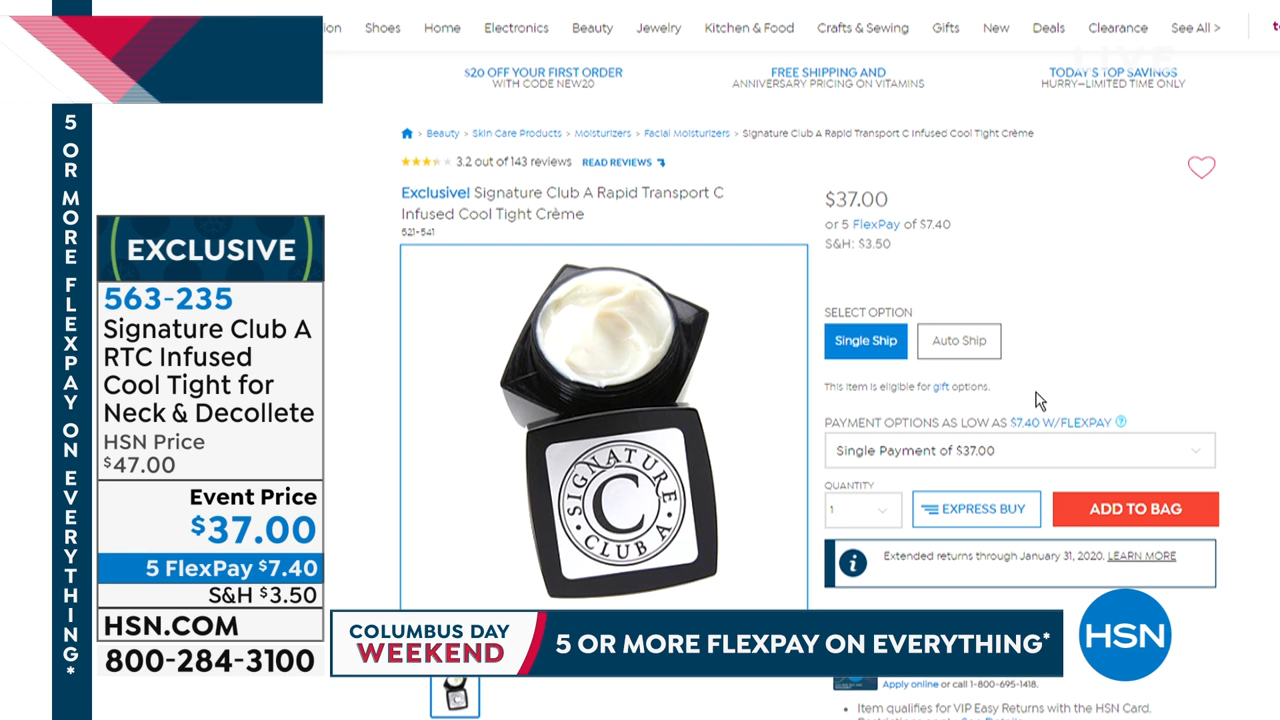 ion Shoes Home Electronics Beauty Jewelry Kitchen & Food Crafts & Sewing Gifts New Deals Clearance See All >
LIVE
$20 OFF YOUR FIRST ORDER
WITH CODE NEW20
FREE SHIPPING AND
ANNIVERSARY PRICING ON VITAMINS
TODAY'S TOP SAVINGS
HURRY—LIMITED TIME ONLY
> Beauty > Skin Care Products > Moisturizers > Facial Moisturizers > Signature Club A Rapid Transport C Infused Cool Tight Crème
3.2 out of 143 reviews READ REVIEWS
Exclusive! Signature Club A Rapid Transport C
Infused Cool Tight Crème
521-541
SIGNATURE
C
CLUB A
$37.00
or 5 FlexPay of $7.40
S&H: $3.50
SELECT OPTION
Single Ship
Auto Ship
This item is eligible for gift options.
PAYMENT OPTIONS AS LOW AS $7.40 W/FLEXPAY ?
Single Payment of $37.00
QUANTITY
1
EXPRESS BUY
ADD TO BAG
i
Extended returns through January 31, 2020. LEARN MORE
Apply online or call 1-800-695-1418.
Item qualifies for VIP Easy Returns with the HSN Card.
5 OR MORE FLEXPAY ON EVERYTHING*
EXCLUSIVE
563-235
Signature Club A
RTC Infused
Cool Tight for
Neck & Decollete
HSN Price
$47.00
Event Price
$37.00
5 FlexPay $7.40
S&H $3.50
HSN.COM
800-284-3100
COLUMBUS DAY
WEEKEND
5 OR MORE FLEXPAY ON EVERYTHING*
HSN